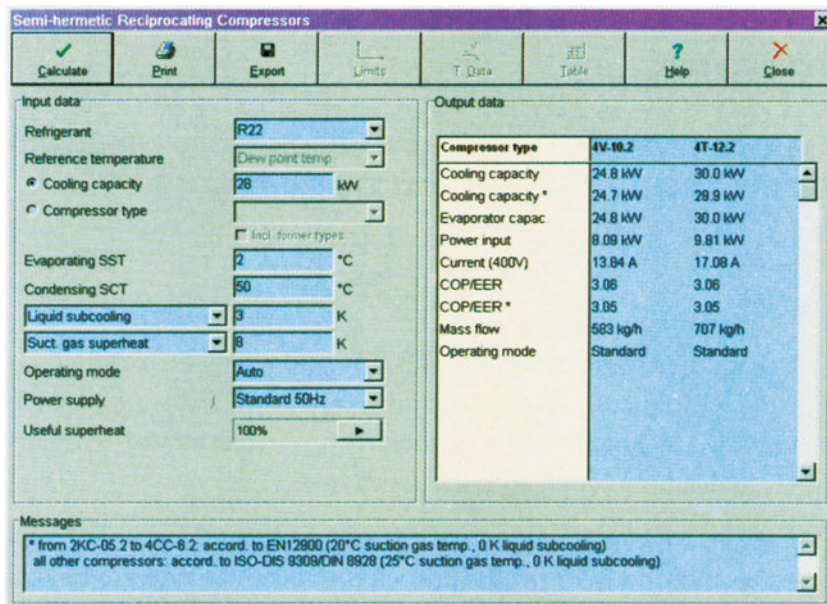 Semi-hermetic Reciprocating Compressors
Calculate Print Export Limits T. Data Table Help Close
Input data
Refrigerant R22
Reference temperature Dew point temp.
Cooling capacity 28 kW
Compressor type
Incl. former types
Evaporating SST 2 °C
Condensing SCT 50 °C
Liquid subcooling 3 K
Suct. gas superheat 8 K
Operating mode Auto
Power supply Standard 50Hz
Useful superheat 100%
Output data
Compressor type 4V-10.2 4T-12.2
Cooling capacity 24.8 kW 30.0 kW
Cooling capacity * 24.7 kW 29.9 kW
Evaporator capac. 24.8 kW 30.0 kW
Power input 8.09 kW 9.81 kW
Current (400V) 13.84 A 17.08 A
COP/EER 3.06 3.06
COP/EER * 3.05 3.05
Mass flow 583 kg/h 707 kg/h
Operating mode Standard Standard
Messages
* from 2KC-05.2 to 4CC-6.2: accord. to EN12900 (20°C suction gas temp., 0 K liquid subcooling)
all other compressors: accord. to ISO-DIS 9309/DIN 8928 (25°C suction gas temp., 0 K liquid subcooling)